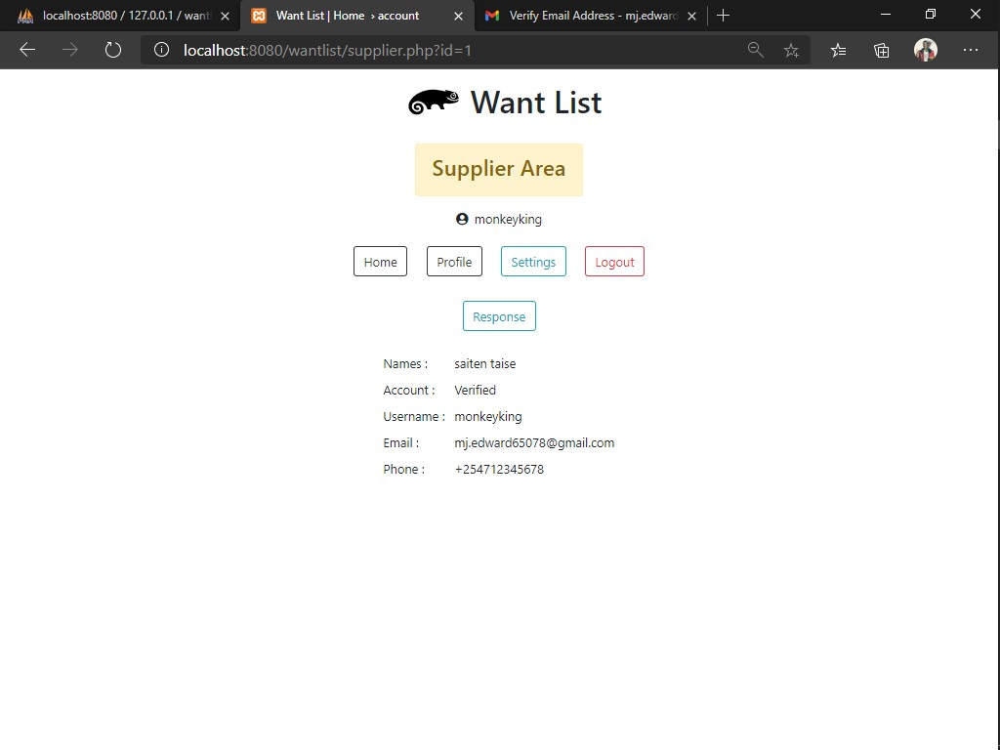 localhost:8080 / 127.0.0.1 / want
Want List | Home › account
Verify Email Address - mj.edward
localhost:8080/wantlist/supplier.php?id=1
Want List
Supplier Area
monkeyking
Home Profile Settings Logout
Response
Names : saiten taise
Account : Verified
Username : monkeyking
Email : mj.edward65078@gmail.com
Phone : +254712345678